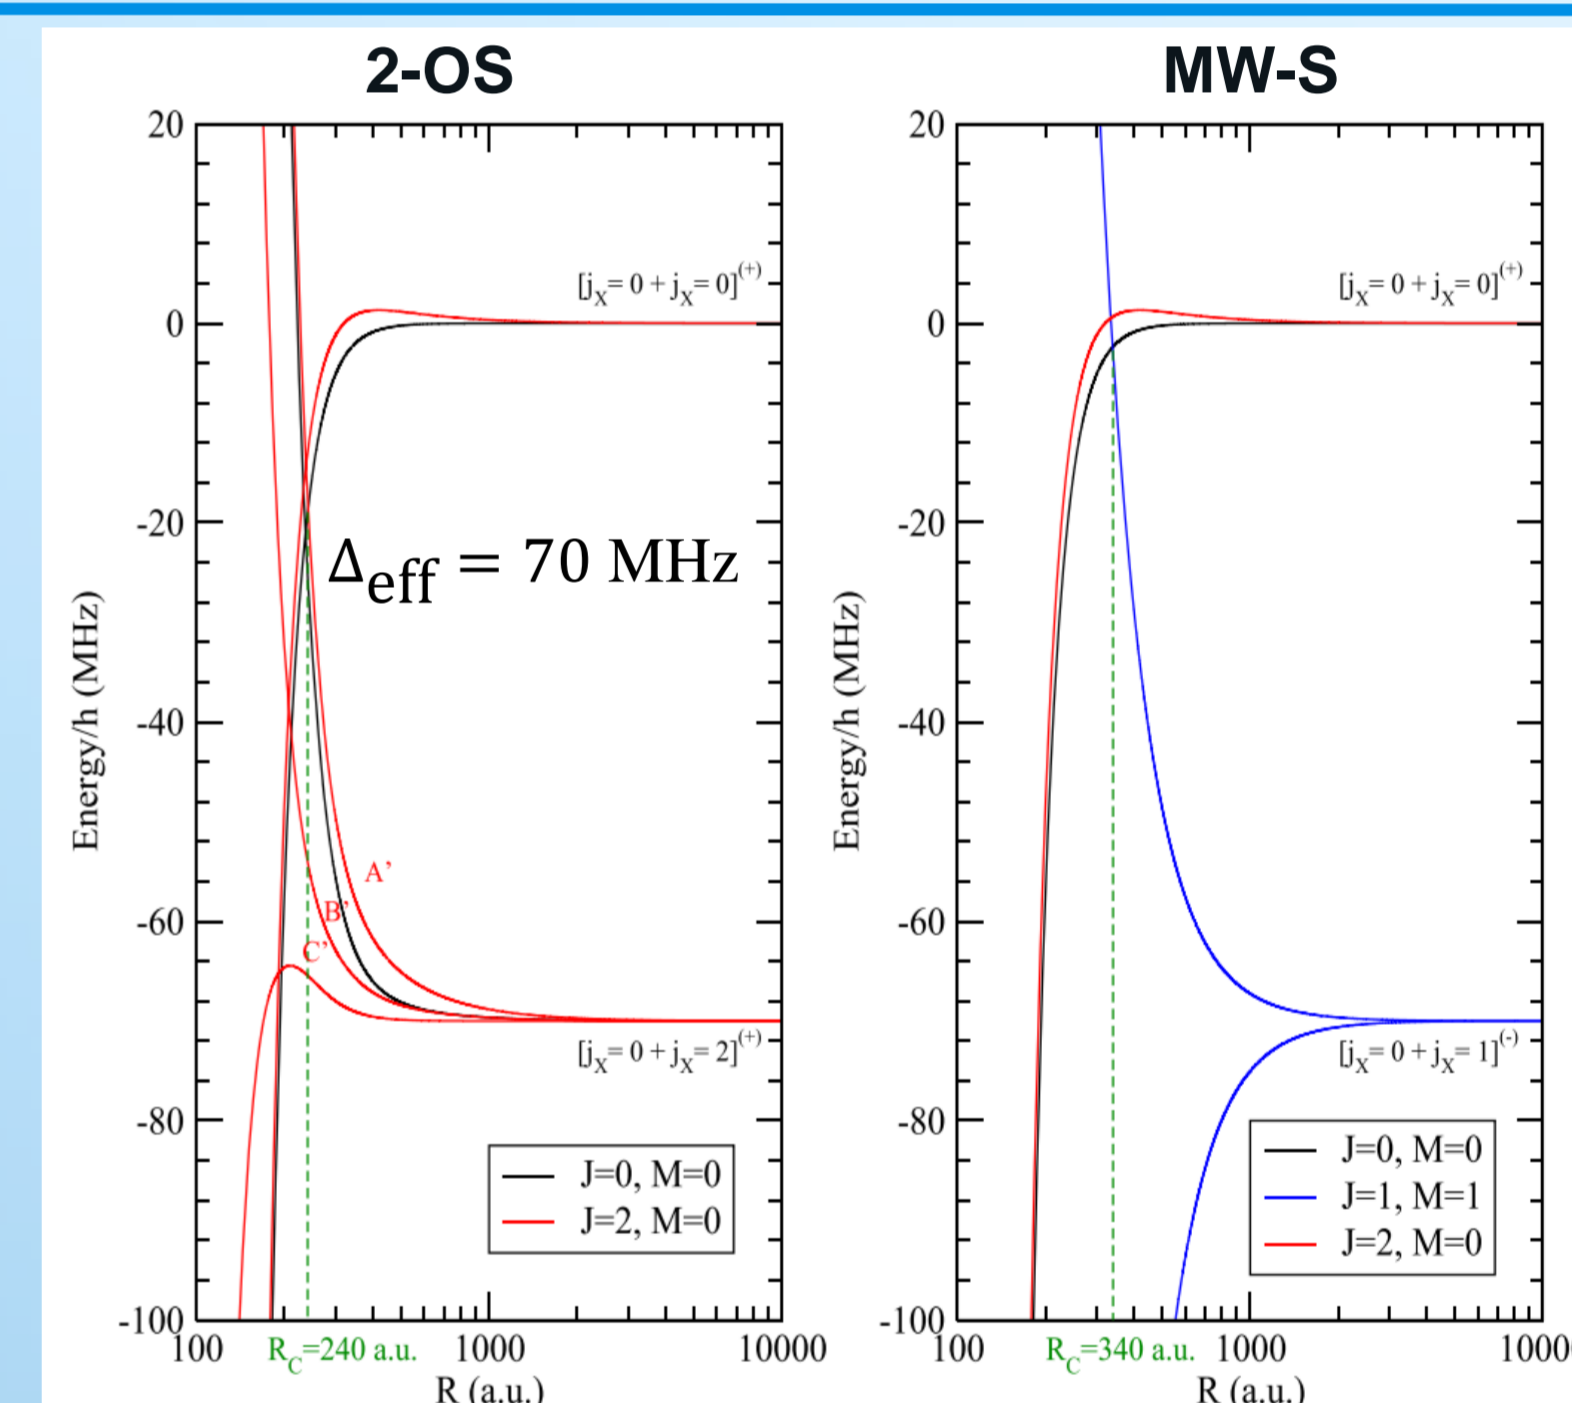 2-OS
20
0
-20
-40
-60
-80
-100
Energy/h (MHz)
[jX= 0 + jX= 0](+)
Δeff = 70 MHz
A’
B’
C’
[jX= 0 + jX= 2](+)
J=0, M=0
J=2, M=0
100
RC=240 a.u.
1000
10000
R (a.u.)
MW-S
20
0
-20
-40
-60
-80
-100
Energy/h (MHz)
[jX= 0 + jX= 0](+)
[jX= 0 + jX= 1](-)
J=0, M=0
J=1, M=1
J=2, M=0
100
RC=340 a.u.
1000
1000
R (a.u.)